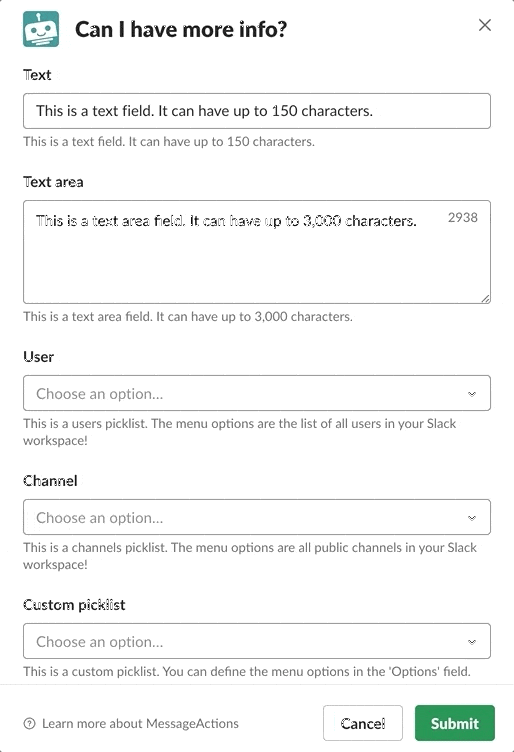 Can I have more info?
Text
This is a text field. It can have up to 150 characters.
This is a text field. It can have up to 150 characters.
Text area
This is a text area field. It can have up to 3,000 characters. 2938
This is a text area field. It can have up to 3,000 characters.
User
Choose an option...
This is a users picklist. The menu options are the list of all users in your Slack
workspace!
Channel
Choose an option...
This is a channels picklist. The menu options are all public channels in your Slack
workspace!
Custom picklist
Choose an option...
This is a custom picklist. You can define the menu options in the 'Options' field.
Learn more about MessageActions
Cancel
Submit